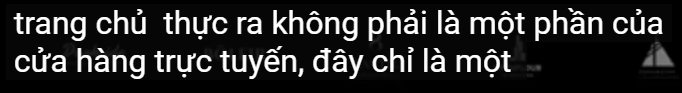 trang chủ thực ra không phải là một phần của
cửa hàng trực tuyến, đây chỉ là một